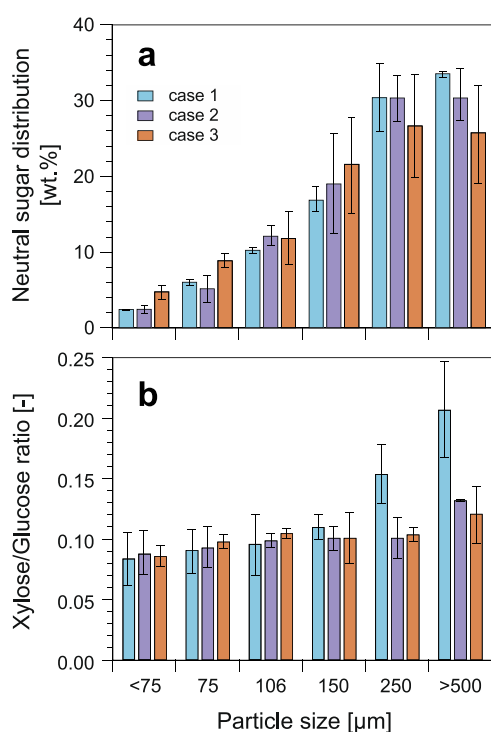 Neutral sugar distribution
[wt.%]
40
30
20
10
0
a
case 1
case 2
case 3
Xylose/Glucose ratio [-]
0.25
0.20
0.15
0.10
0.05
0.00
b
<75 75 106 150 250 >500
Particle size [µm]